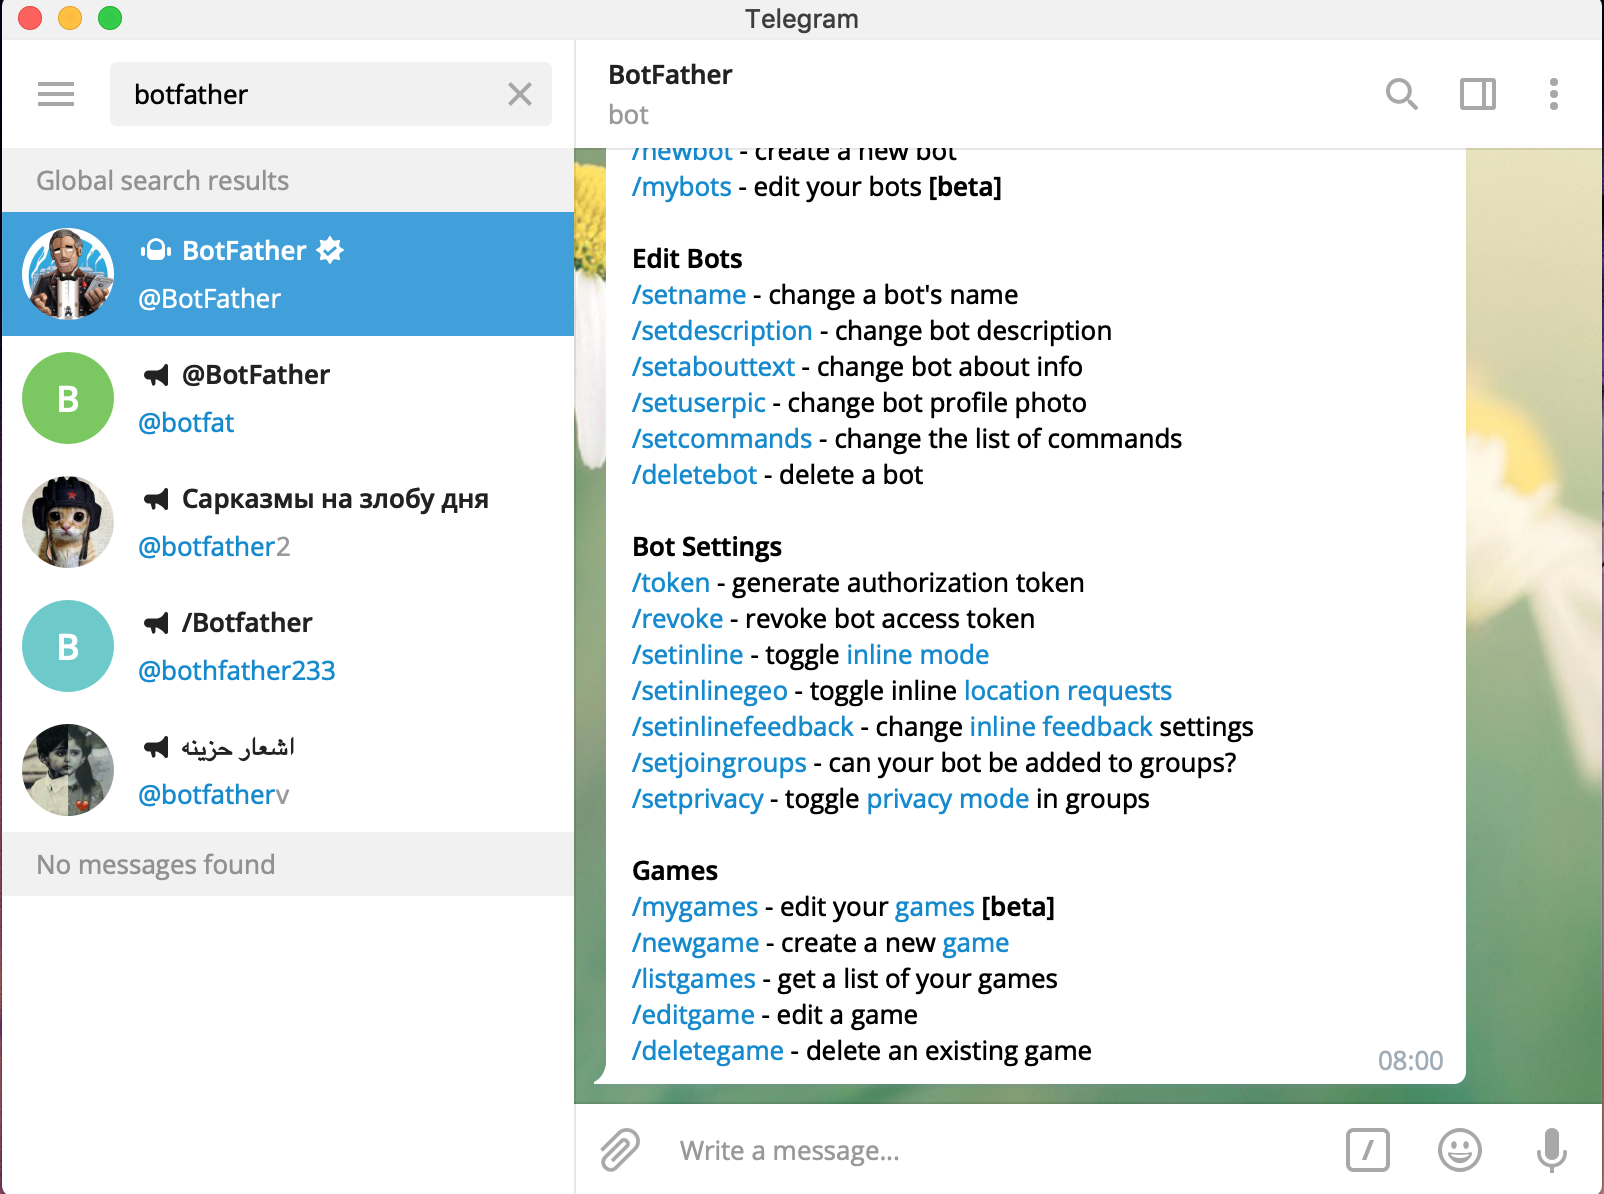 Telegram
botfather
Global search results
BotFather
@BotFather
B
@BotFather
@botfat
Сарказмы на злобу дня
@botfather2
B
/Botfather
@bothfather233
اشعار حزينه
@botfatherv
No messages found
BotFather
bot
/newbot - create a new bot
/mybots - edit your bots [beta]
Edit Bots
/setname - change a bot's name
/setdescription - change bot description
/setabouttext - change bot about info
/setuserpic - change bot profile photo
/setcommands - change the list of commands
/deletebot - delete a bot
Bot Settings
/token - generate authorization token
/revoke - revoke bot access token
/setinline - toggle inline mode
/setinlinegeo - toggle inline location requests
/setinlinefeedback - change inline feedback settings
/setjoingroups - can your bot be added to groups?
/setprivacy - toggle privacy mode in groups
Games
/mygames - edit your games [beta]
/newgame - create a new game
/listgames - get a list of your games
/editgame - edit a game
/deletegame - delete an existing game
08:00
Write a message...
/